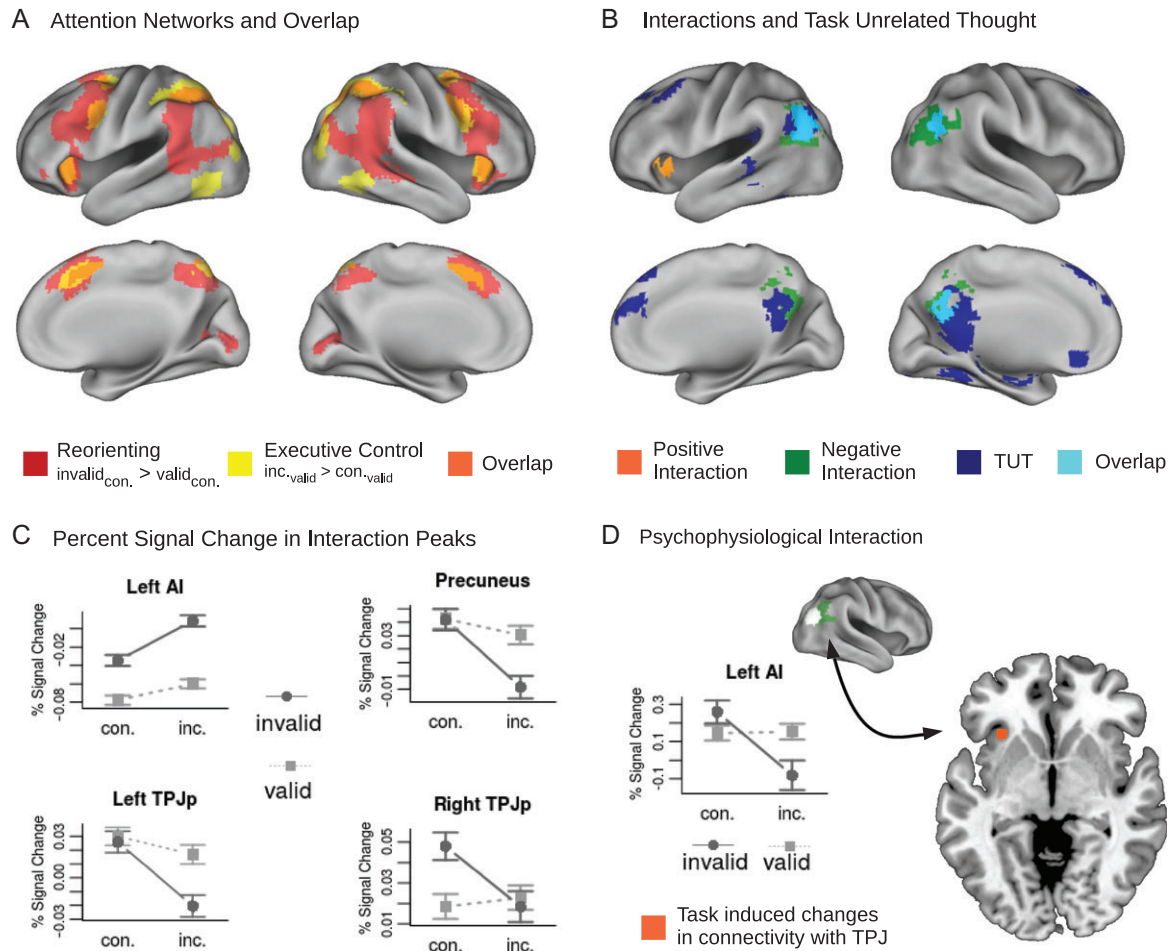 A Attention Networks and Overlap
B Interactions and Task Unrelated Thought
Reorenting
invalidcon. > validcon.
Executive Control
inc.valid > con.valid
Overlap
Positive
Interaction
Negative
Interaction
TUT
Overlap
C Percent Signal Change in Interaction Peaks
Left AI
% Signal Change
-0.02
-0.08
con. inc.
Precuneus
% Signal Change
0.03
-0.01
con. inc.
invalid
valid
Left TPJp
% Signal Change
0.03
0.00
-0.03
con. inc.
Right TPJp
% Signal Change
0.05
0.03
0.01
con. inc.
D Psychophysiological Interaction
Left AI
% Signal Change
0.3
0.1
-0.1
con. inc.
invalid valid
Task induced changes
in connectivity with TPJ